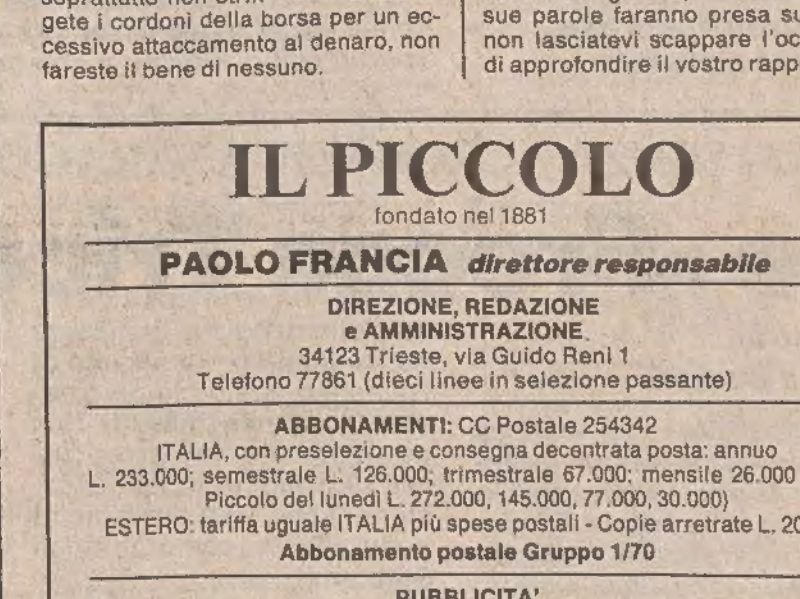 gete i cordoni della borsa per un ec-
cessivo attaccamento al denaro, non
fareste il bene di nessuno.
sue parole faranno presa su
non lasciatevi scappare l'oc
di approfondire il vostro rapp
IL PICCOLO
fondato nel 1881
PAOLO FRANCIA direttore responsabile
DIREZIONE, REDAZIONE
e AMMINISTRAZIONE
34123 Trieste, via Guido Reni 1
Telefono 77861 (dieci linee in selezione passante)
ABBONAMENTI: CC Postale 254342
ITALIA, con preselezione e consegna decentrata posta: annuo
L. 233.000; semestrale L. 126.000; trimestrale 67.000; mensile 26.000
Piccolo del lunedì L. 272.000, 145.000, 77.000, 30.000)
ESTERO: tariffa uguale ITALIA più spese postali - Copie arretrate L. 20
Abbonamento postale Gruppo 1/70
PUBBLICITA'